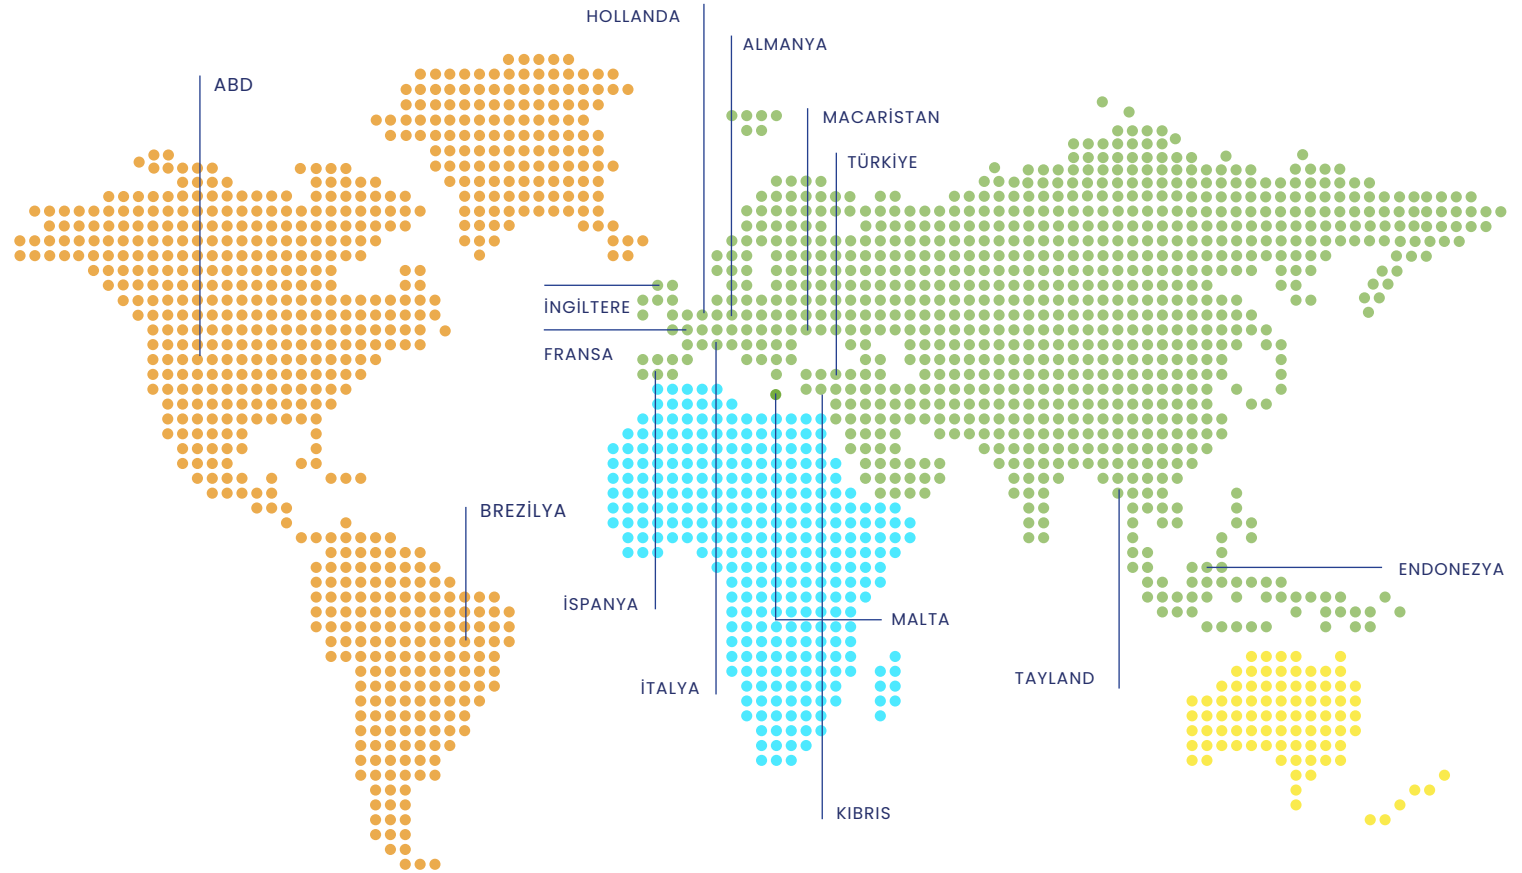 HOLLANDA
ALMANYA
ABD
MACARİSTAN
TÜRKİYE
İNGİLTERE
FRANSA
BREZİLYA
ENDONEZYA
İSPANYA
MALTA
TAYLAND
İTALYA
KIBRIS